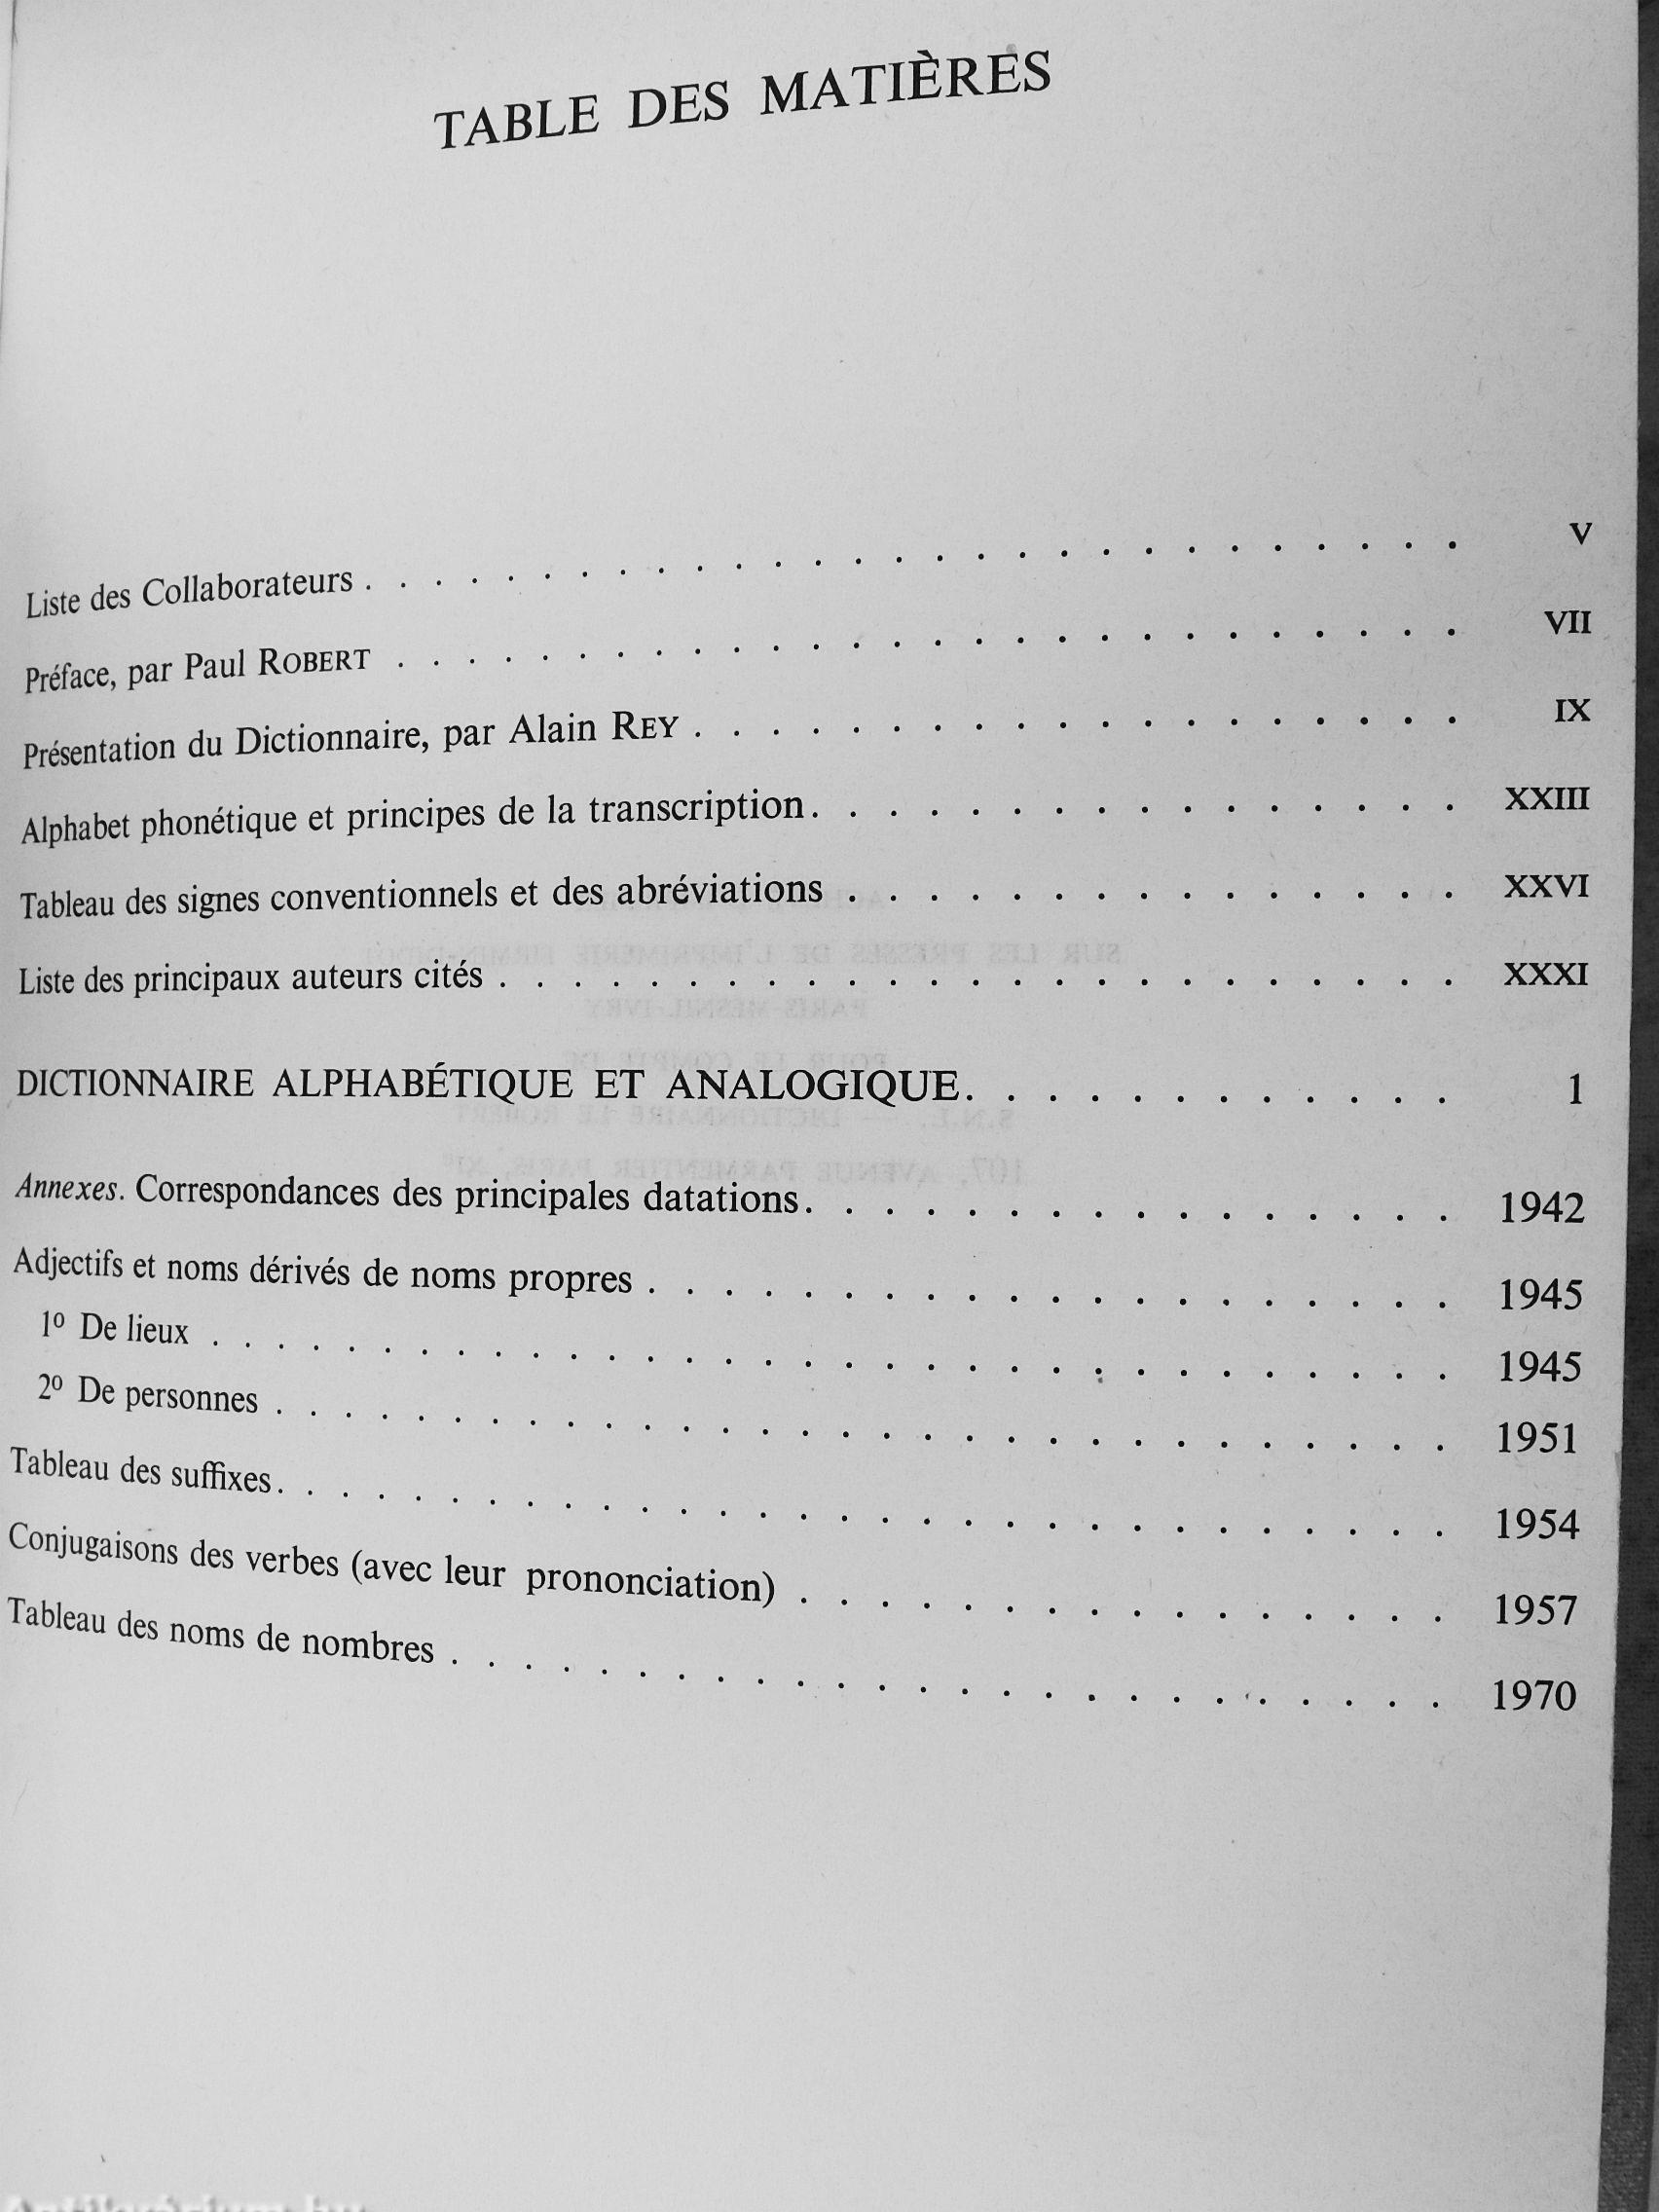 TABLE DES MATIÈRES
Liste des Collaborateurs . . . . . . . . . . . . . . . . . . . . . . . . . . . . V
Préface, par Paul ROBERT . . . . . . . . . . . . . . . . . . . . . . . . . . . VII
Présentation du Dictionnaire, par Alain REY . . . . . . . . . . . . . . . . . . . IX
Alphabet phonétique et principes de la transcription. . . . . . . . . . . . . . . . XXIII
Tableau des signes conventionnels et des abréviations . . . . . . . . . . . . . . . XXVI
Liste des principaux auteurs cités . . . . . . . . . . . . . . . . . . . . . . . . XXXI
DICTIONNAIRE ALPHABÉTIQUE ET ANALOGIQUE. . . . . . . . . . . . 1
Annexes. Correspondances des principales datations. . . . . . . . . . . . . . . . 1942
Adjectifs et noms dérivés de noms propres . . . . . . . . . . . . . . . . . . . . 1945
1º De lieux . . . . . . . . . . . . . . . . . . . . . . . . . . . . . . . . 1945
2º De personnes . . . . . . . . . . . . . . . . . . . . . . . . . . . . . . 1951
Tableau des suffixes. . . . . . . . . . . . . . . . . . . . . . . . . . . . . . 1954
Conjugaisons des verbes (avec leur prononciation) . . . . . . . . . . . . . . . . 1957
Tableau des noms de nombres . . . . . . . . . . . . . . . . . . . . . . . . . 1970